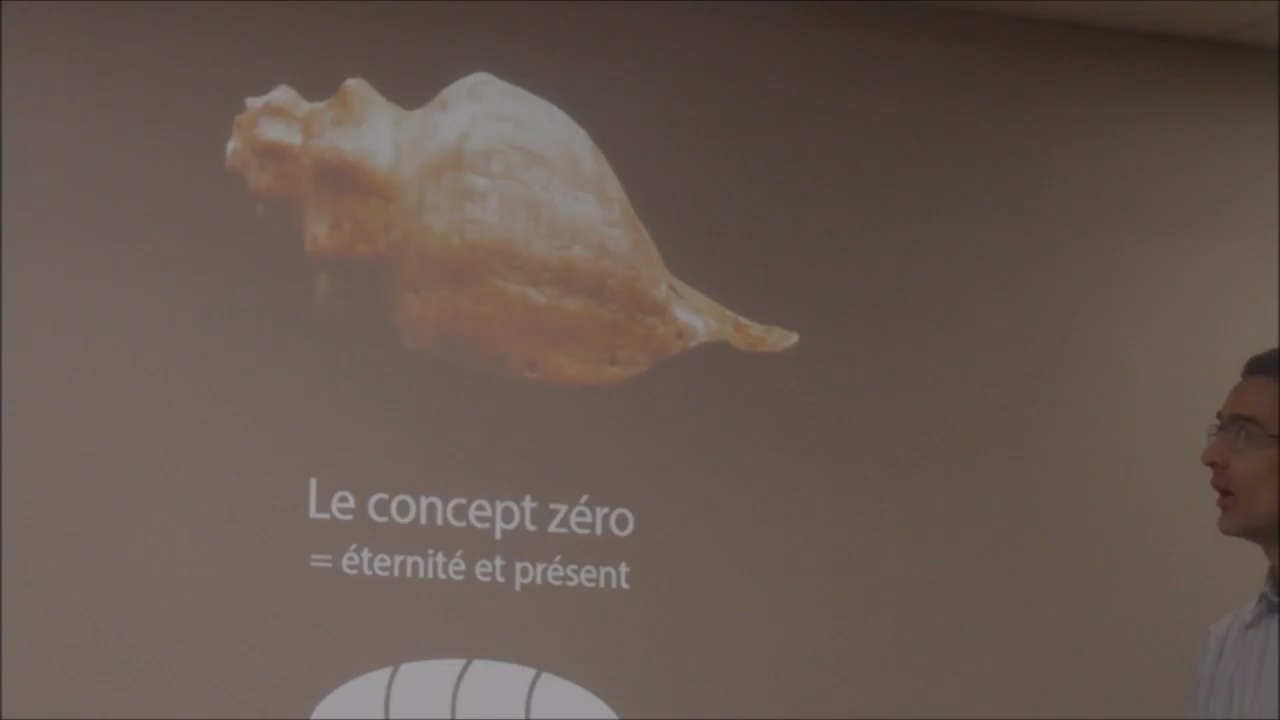 Le concept zéro
= éternité et présent